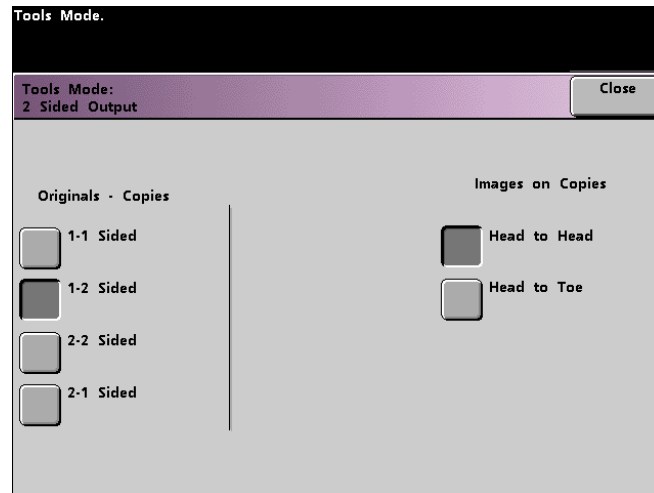 Tools Mode.
Tools Mode:
2 Sided Output
Close
Originals - Copies
1-1 Sided
1-2 Sided
2-2 Sided
2-1 Sided
Images on Copies
Head to Head
Head to Toe